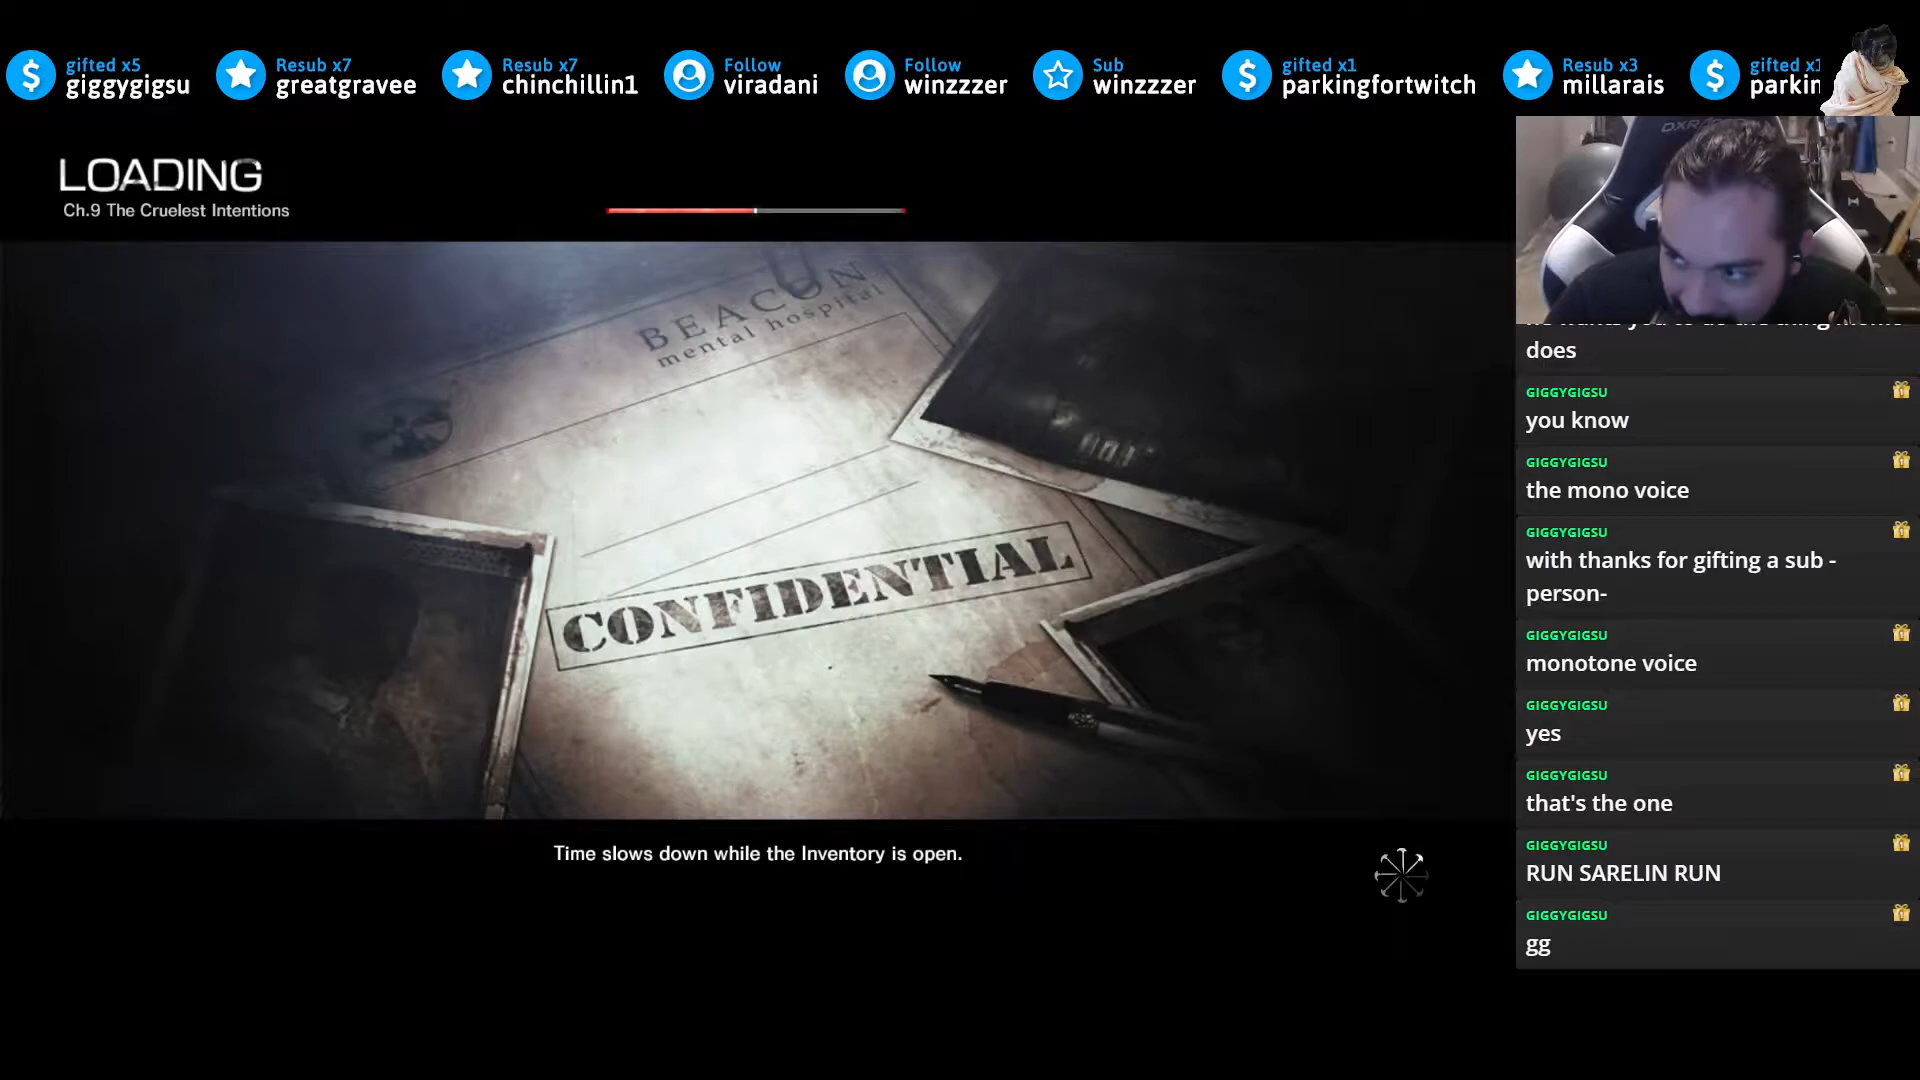 gifted x5
giggygigsu
Resub x7
greatgravee
Resub x7
chinchillin1
Follow
viradani
Follow
winzzzer
Sub
winzzzer
gifted x1
parkingfortwitch
Resub x3
millarais
gifted x1
parkin
LOADING
Ch.9 The Cruelest Intentions
BEACON
mental hospital
CONFIDENTIAL
Time slows down while the Inventory is open.
does
GIGGYGIGSU
you know
GIGGYGIGSU
the mono voice
GIGGYGIGSU
with thanks for gifting a sub -
person-
GIGGYGIGSU
monotone voice
GIGGYGIGSU
yes
GIGGYGIGSU
that's the one
GIGGYGIGSU
RUN SARELIN RUN
GIGGYGIGSU
gg